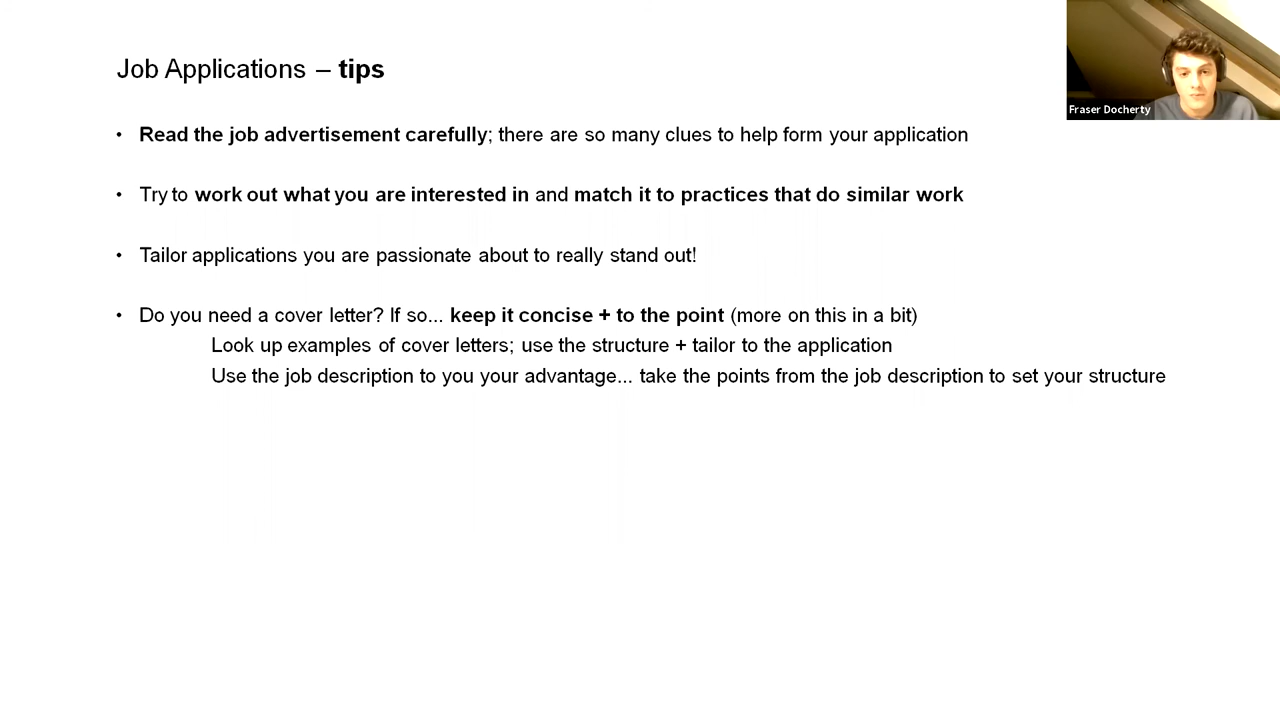 Job Applications – tips
Fraser Docherty
• Read the job advertisement carefully; there are so many clues to help form your application
• Try to work out what you are interested in and match it to practices that do similar work
• Tailor applications you are passionate about to really stand out!
• Do you need a cover letter? If so... keep it concise + to the point (more on this in a bit)
Look up examples of cover letters; use the structure + tailor to the application
Use the job description to you your advantage... take the points from the job description to set your structure